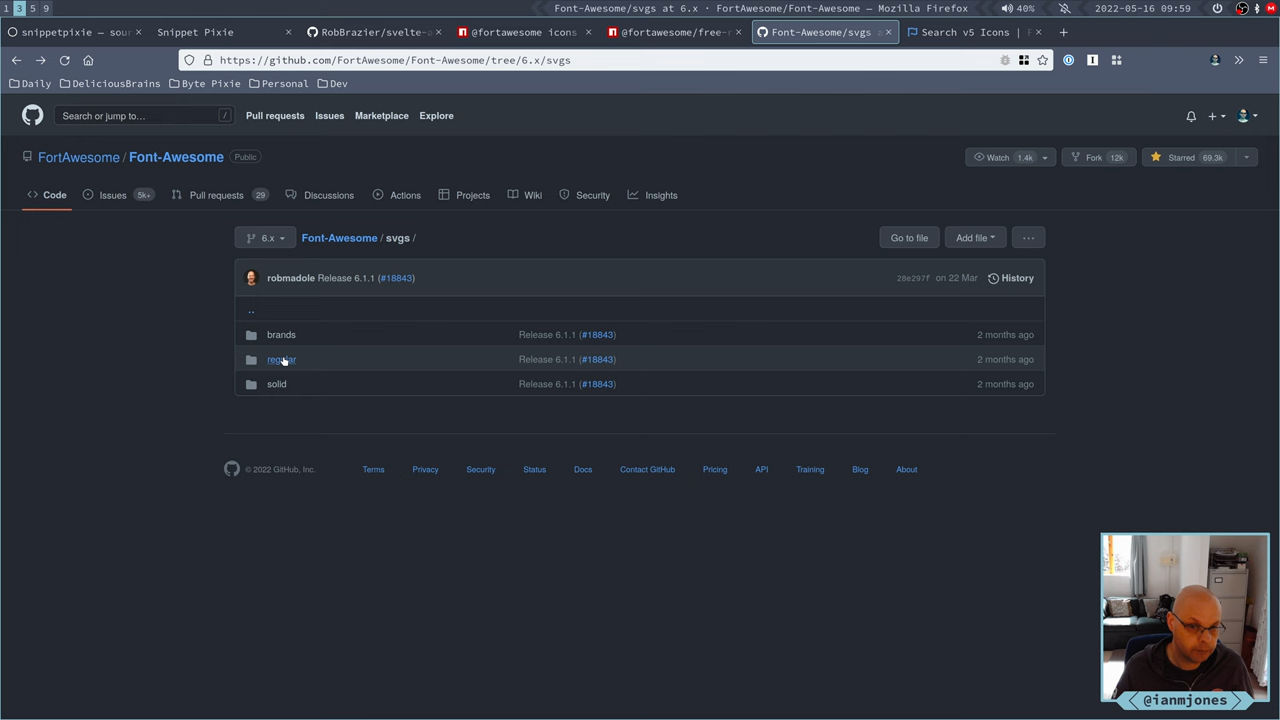 1 3 5 9 Font-Awesome/svgs at 6.x · FortAwesome/Font-Awesome — Mozilla Firefox 40% 2022-05-16 09:59
snippetpixie — sour Snippet Pixie RobBrazier/svelte-a @fortawesome icons @fortawesome/free-r Font-Awesome/svgs a Search v5 Icons | F
https://github.com/FortAwesome/Font-Awesome/tree/6.x/svgs
Daily DeliciousBrains Byte Pixie Personal Dev
Search or jump to… / Pull requests Issues Marketplace Explore
FortAwesome / Font-Awesome Public Watch 1.4k Fork 12k Starred 69.3k
Code Issues 5k+ Pull requests 29 Discussions Actions Projects Wiki Security Insights
6.x Font-Awesome / svgs / Go to file Add file ...
robmadole Release 6.1.1 (#18843) 28e297f on 22 Mar History
..
brands Release 6.1.1 (#18843) 2 months ago
regular Release 6.1.1 (#18843) 2 months ago
solid Release 6.1.1 (#18843) 2 months ago
© 2022 GitHub, Inc. Terms Privacy Security Status Docs Contact GitHub Pricing API Training Blog About
@ianmjones